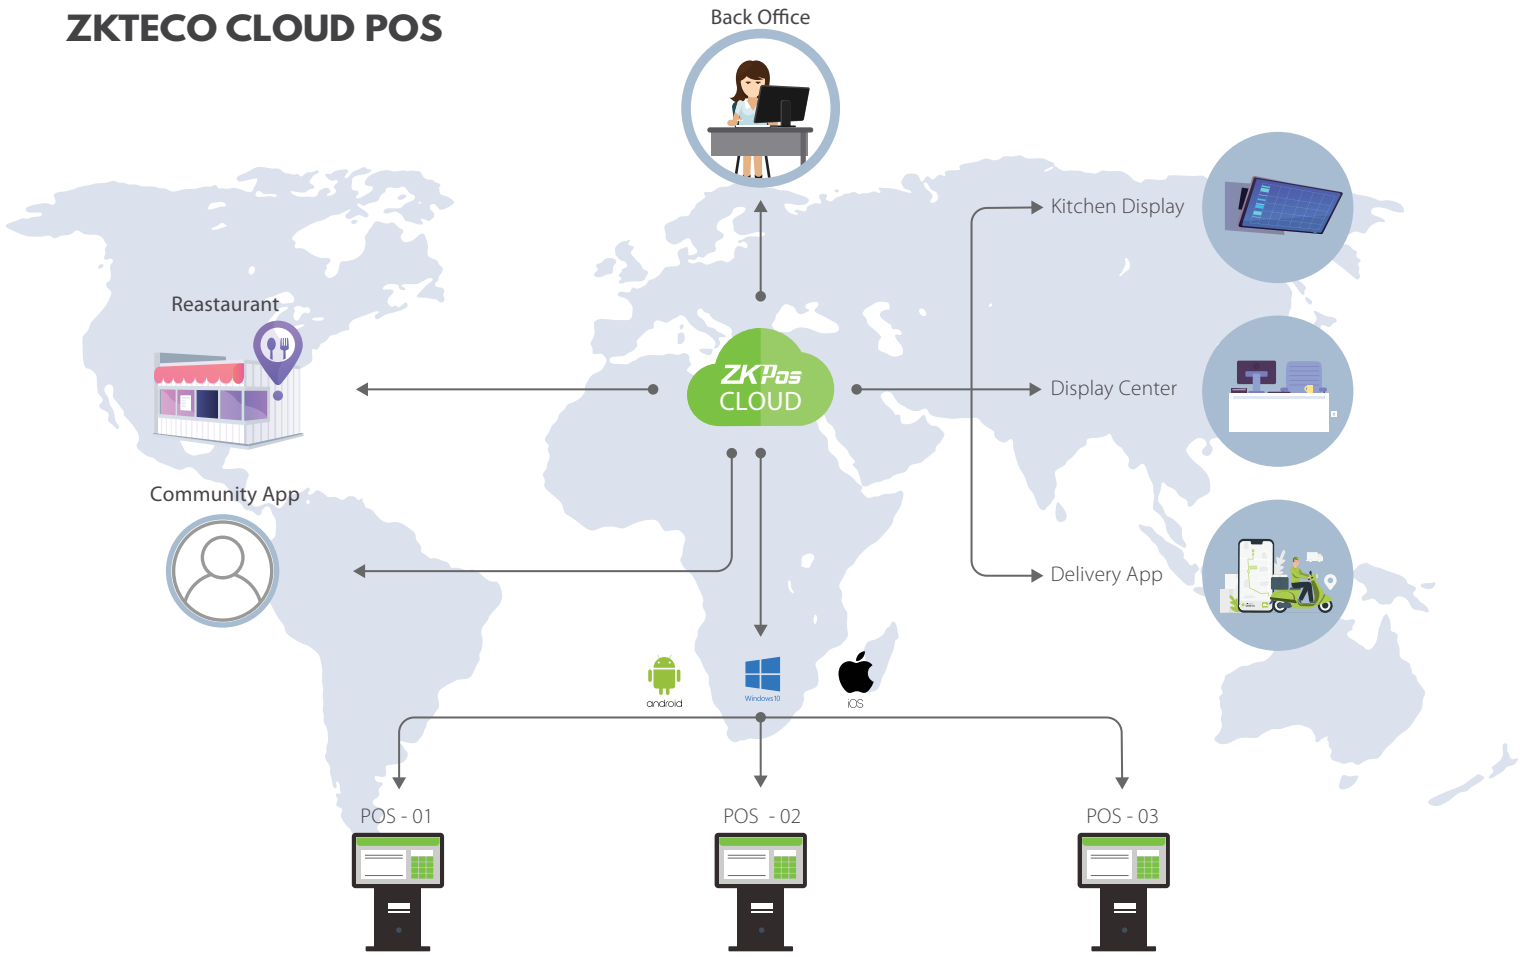 ZKTECO CLOUD POS
Back Office
Kitchen Display
Reastaurant
ZKPos
CLOUD
Display Center
Community App
Delivery App
android
Windows10
iOS
POS - 01
POS - 02
POS - 03